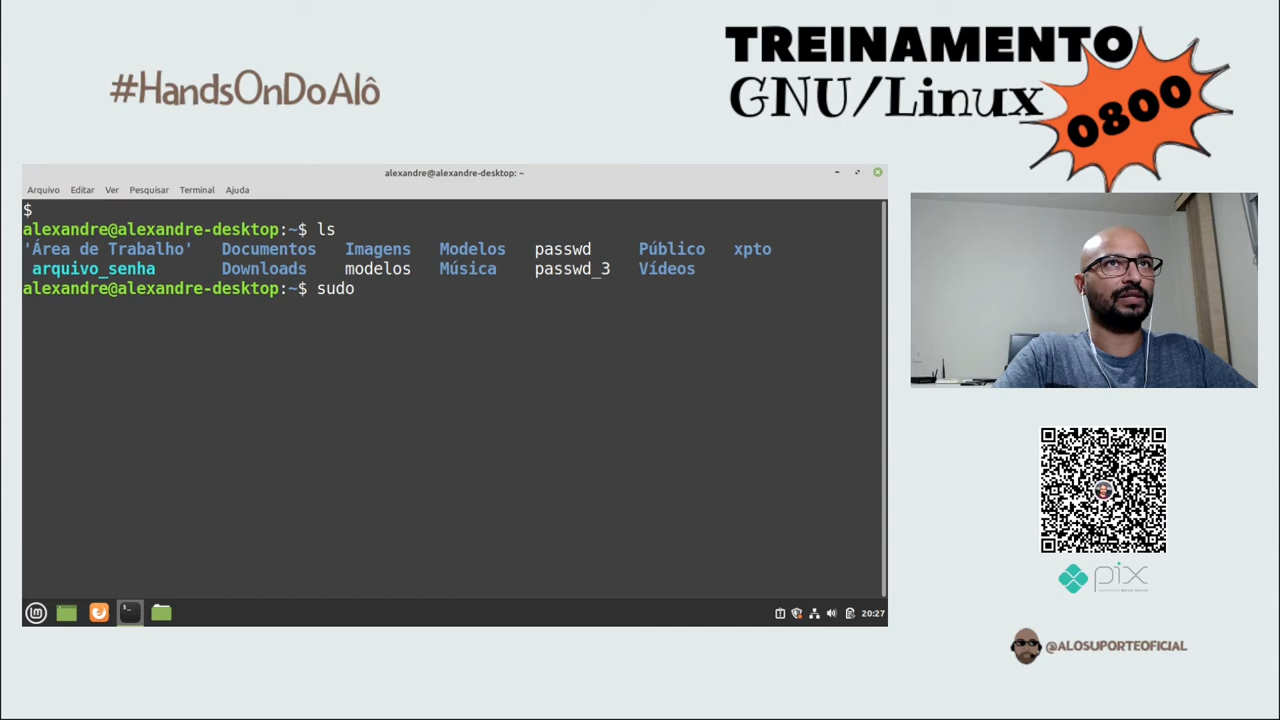 #HandsOnDoAlô
TREINAMENTO
GNU/Linux
0800
alexandre@alexandre-desktop: ~
Arquivo Editar Ver Pesquisar Terminal Ajuda
$
alexandre@alexandre-desktop:~$ ls
'Área de Trabalho' Documentos Imagens Modelos passwd Público xpto
arquivo_senha Downloads modelos Música passwd_3 Vídeos
alexandre@alexandre-desktop:~$ sudo
20:27
pix
@ALOSUPORTEOFICIAL